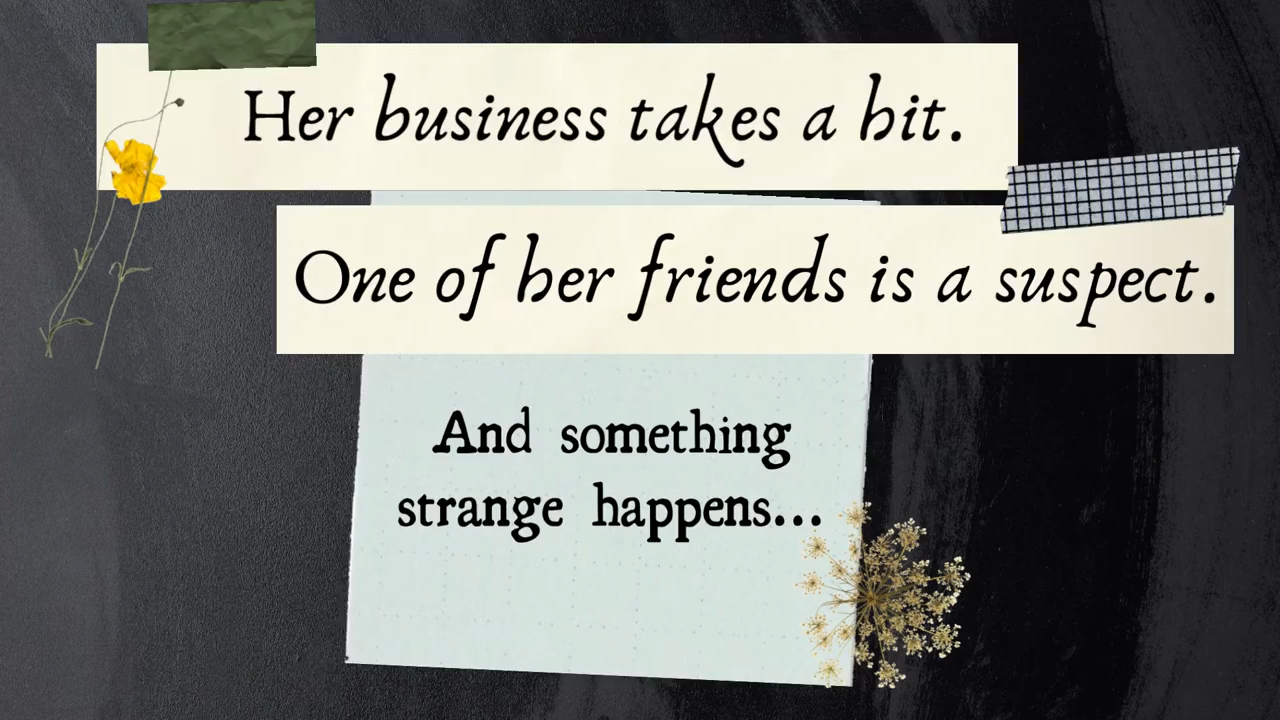 Her business takes a hit.
One of her friends is a suspect.
And something
strange happens...